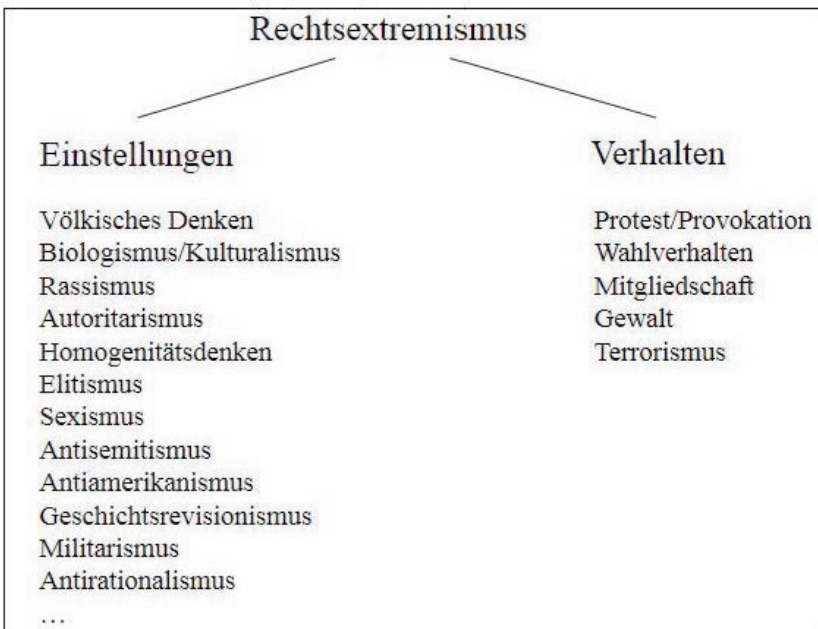 Rechtsextremismus
Einstellungen
Völkisches Denken
Biologismus/Kulturalismus
Rassismus
Autoritarismus
Homogenitätsdenken
Elitismus
Sexismus
Antisemitismus
Antiamerikanismus
Geschichtsrevisionismus
Militarismus
Antirationalismus
…
Verhalten
Protest/Provokation
Wahlverhalten
Mitgliedschaft
Gewalt
Terrorismus